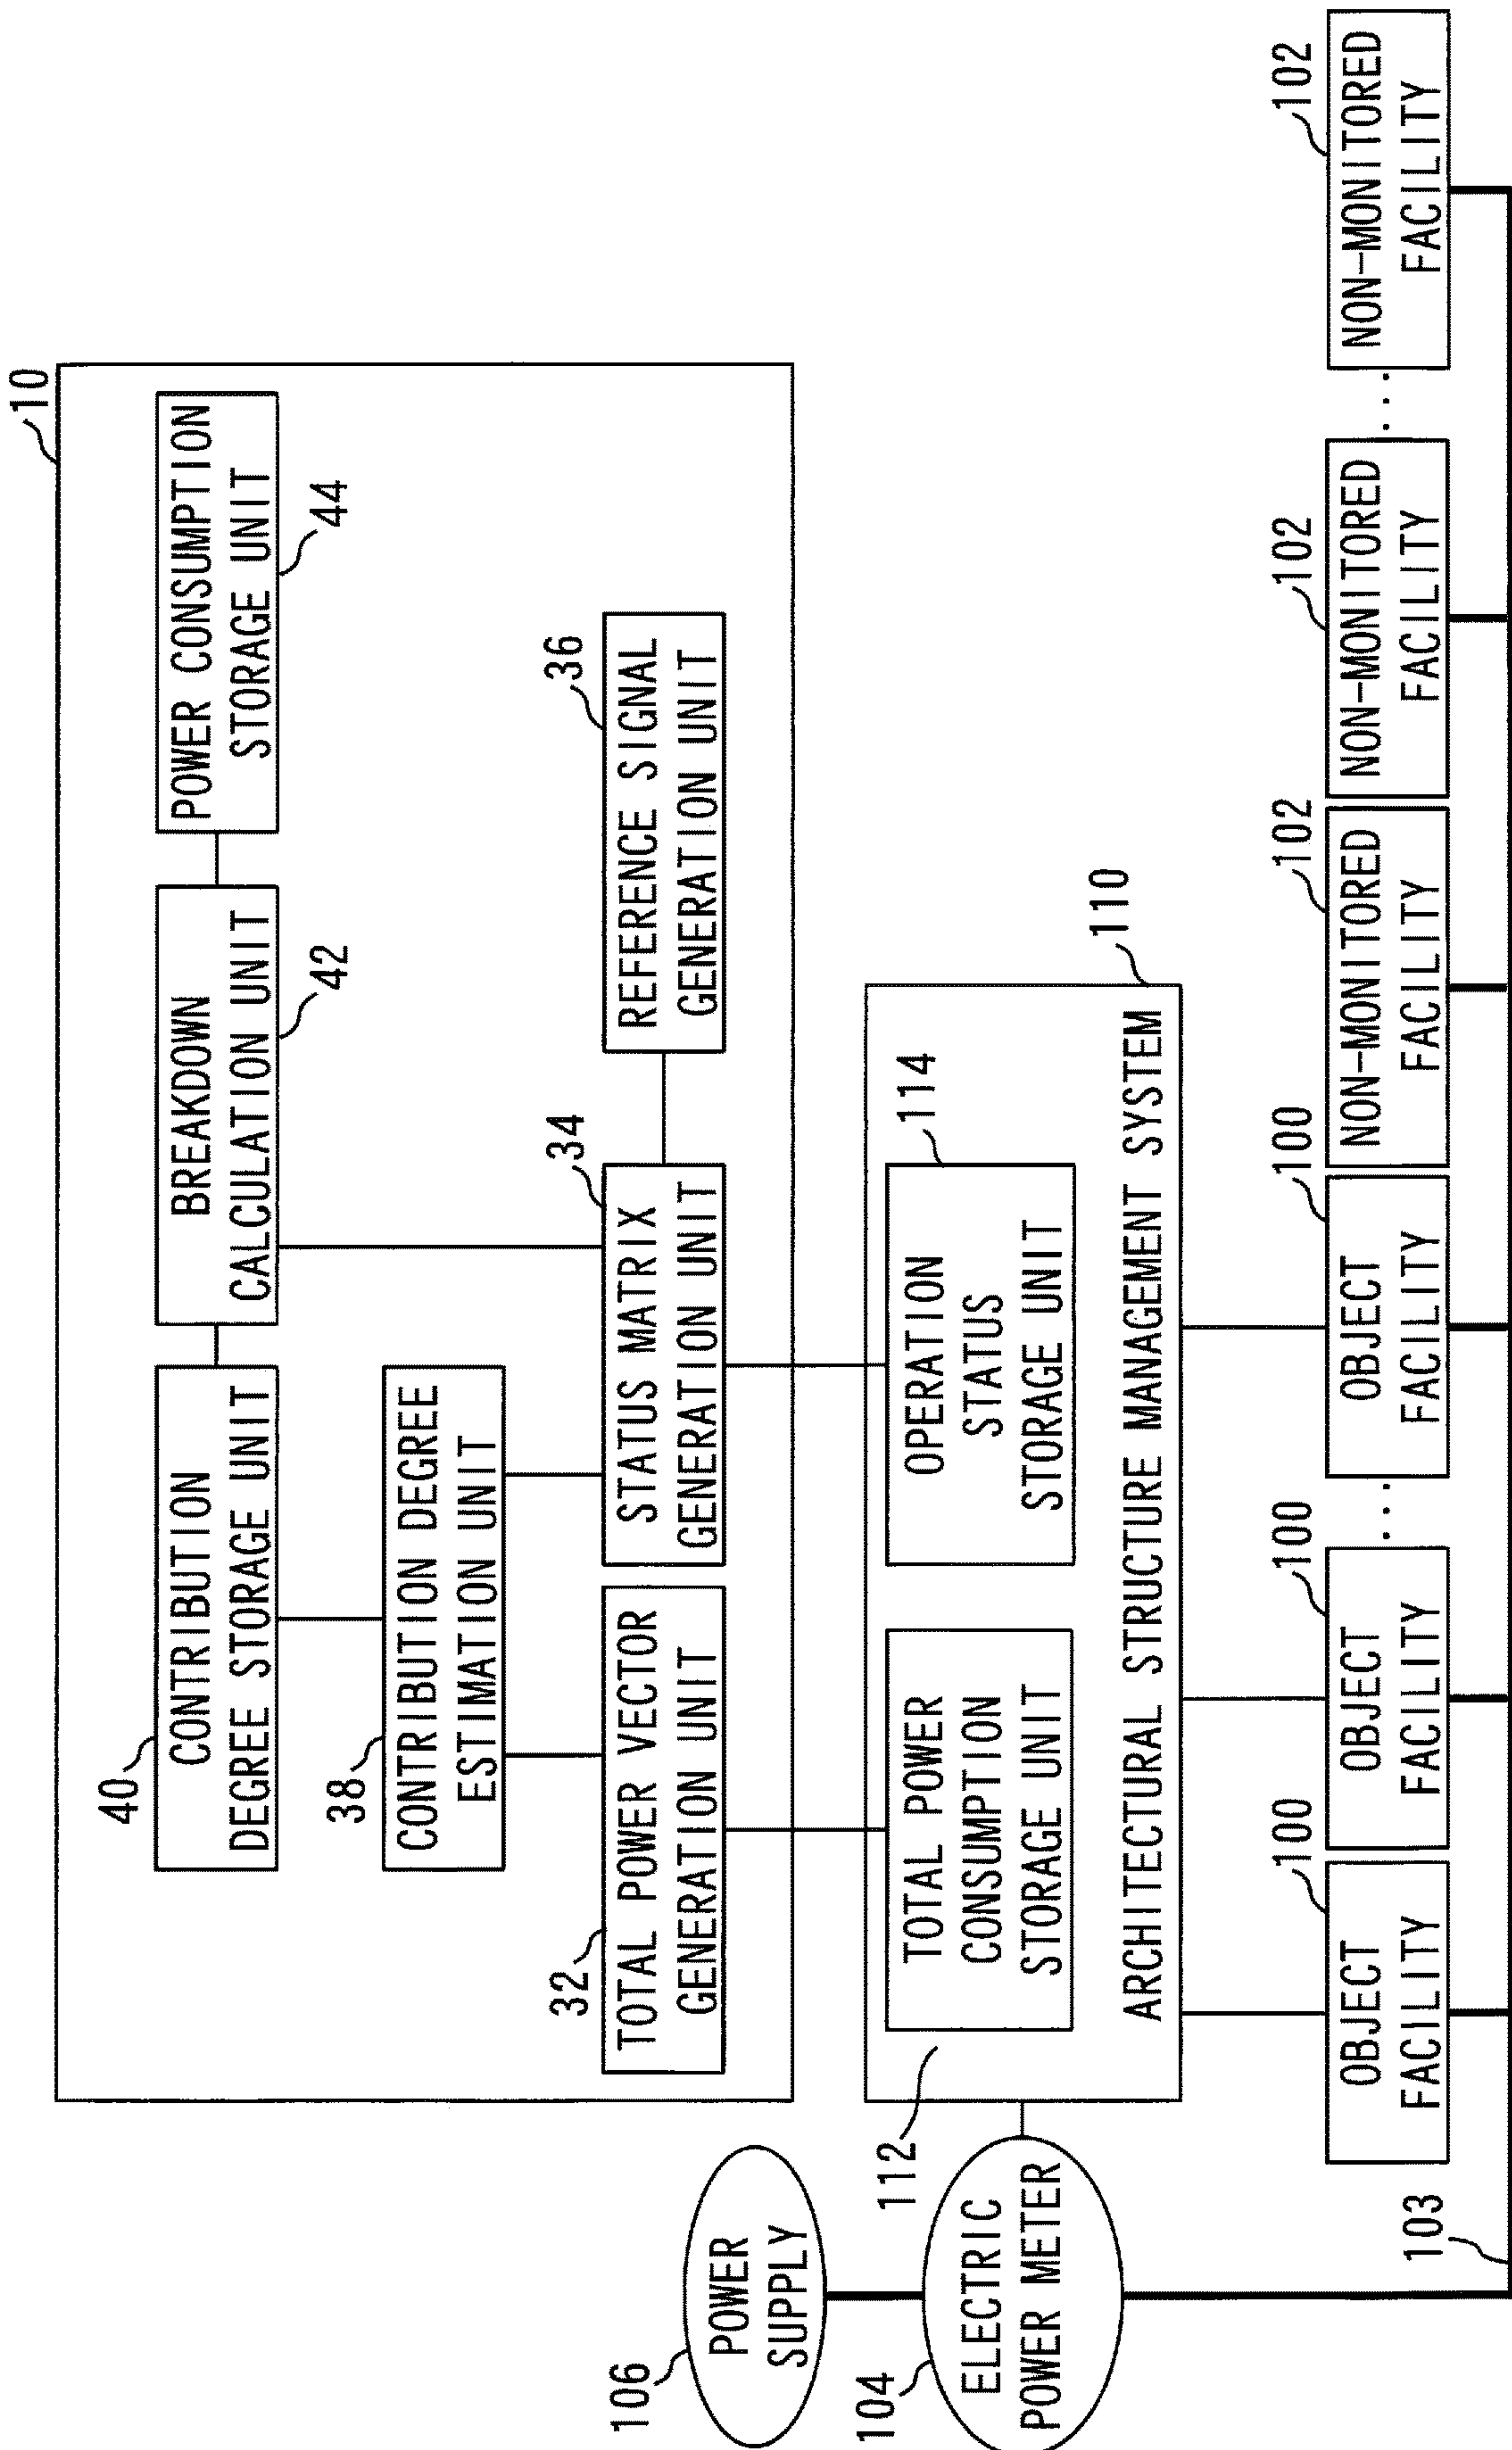 10
40
CONTRIBUTION
DEGREE STORAGE UNIT
BREAKDOWN
CALCULATION UNIT
42
POWER CONSUMPTION
STORAGE UNIT
44
38
CONTRIBUTION DEGREE
ESTIMATION UNIT
32
TOTAL POWER VECTOR
GENERATION UNIT
34
STATUS MATRIX
GENERATION UNIT
36
REFERENCE SIGNAL
GENERATION UNIT
106
POWER
SUPPLY
104
ELECTRIC
POWER METER
112
TOTAL POWER
CONSUMPTION
STORAGE UNIT
114
OPERATION
STATUS
STORAGE UNIT
110
ARCHITECTURAL STRUCTURE MANAGEMENT SYSTEM
103
100
OBJECT
FACILITY
100
OBJECT
FACILITY
....
100
OBJECT
FACILITY
102
NON-MONITORED
FACILITY
102
NON-MONITORED
FACILITY
....
102
NON-MONITORED
FACILITY